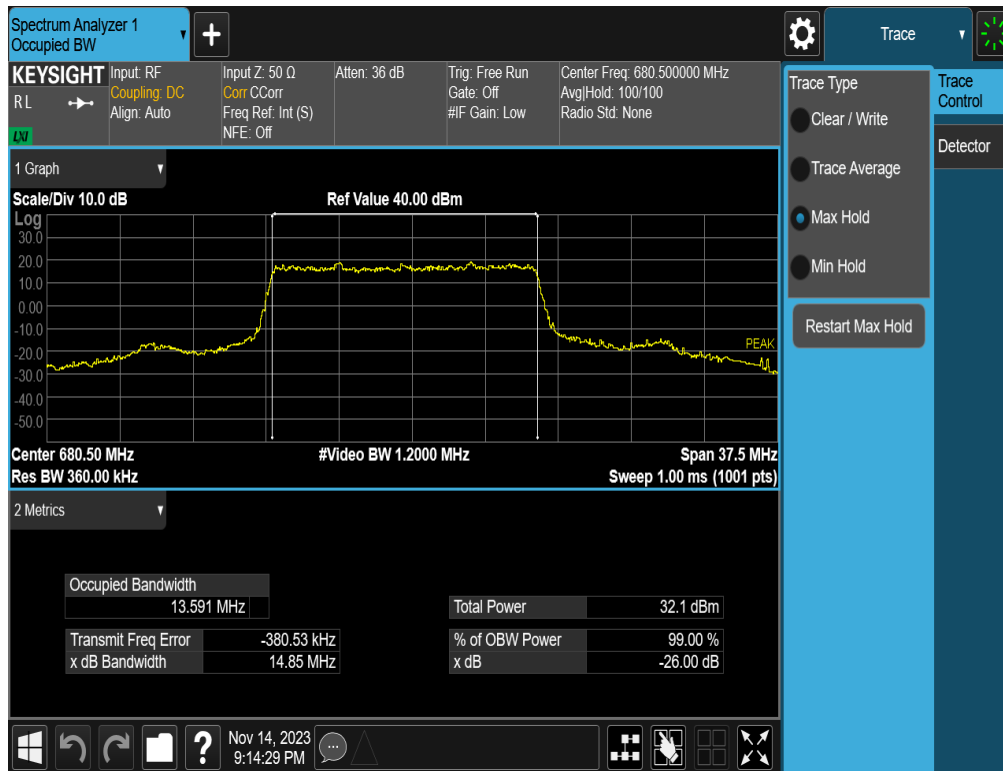 Spectrum Analyzer 1
Occupied BW
+
Trace
KEYSIGHT
RL
LXI
Input: RF
Coupling: DC
Align: Auto
Input Z: 50 Ω
Corr CCorr
Freq Ref: Int (S)
NFE: Off
Atten: 36 dB
Trig: Free Run
Gate: Off
#IF Gain: Low
Center Freq: 680.500000 MHz
Avg|Hold: 100/100
Radio Std: None
Trace Type
Clear / Write
Trace Average
Max Hold
Min Hold
Restart Max Hold
Trace
Control
Detector
1 Graph
Scale/Div 10.0 dB
Ref Value 40.00 dBm
Log
30.0
20.0
10.0
0.00
-10.0
-20.0
-30.0
-40.0
-50.0
PEAK
Center 680.50 MHz
#Video BW 1.2000 MHz
Span 37.5 MHz
Res BW 360.00 kHz
Sweep 1.00 ms (1001 pts)
2 Metrics
Occupied Bandwidth
13.591 MHz
Total Power 32.1 dBm
Transmit Freq Error -380.53 kHz
% of OBW Power 99.00 %
x dB Bandwidth 14.85 MHz
x dB -26.00 dB
?
Nov 14, 2023
9:14:29 PM